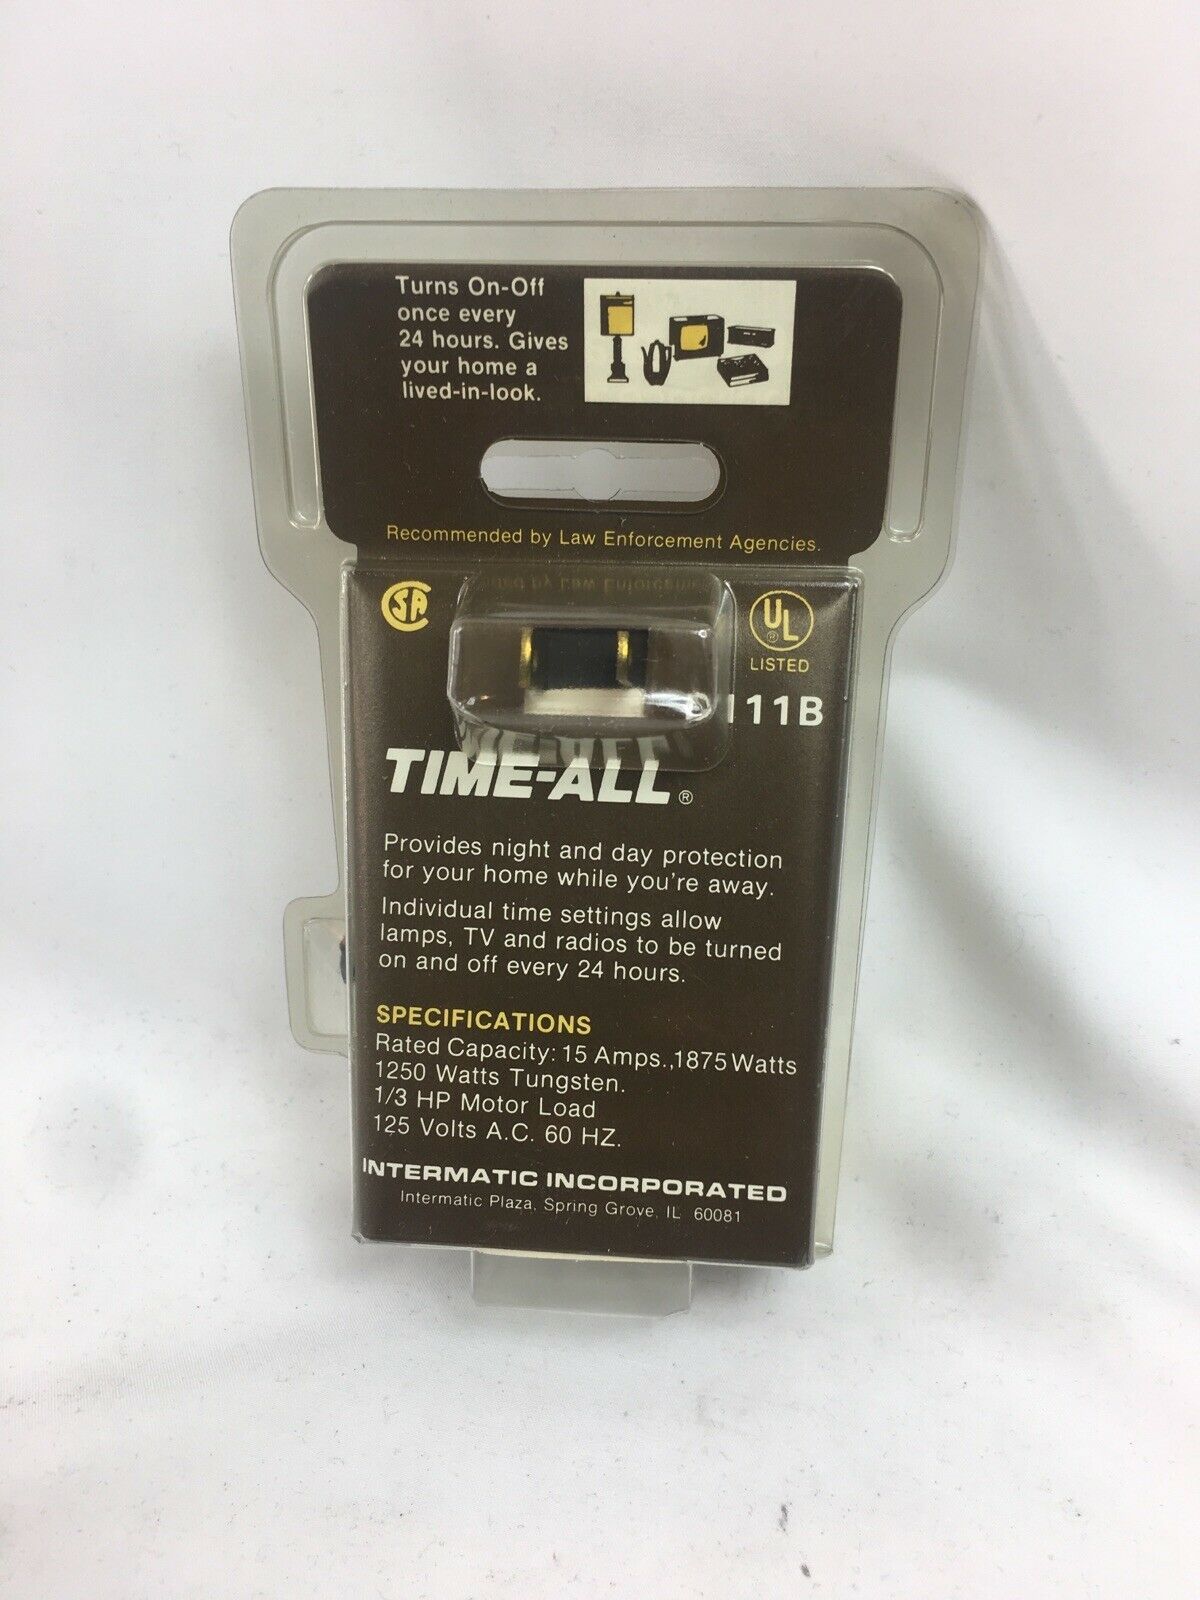 Turns On-Off
once every
24 hours. Gives
your home a
lived-in-look.
Recommended by Law Enforcement Agencies.
CSA
UL
®
LISTED
111B
TIME-ALL®
Provides night and day protection
for your home while you're away.
Individual time settings allow
lamps, TV and radios to be turned
on and off every 24 hours.
SPECIFICATIONS
Rated Capacity: 15 Amps.,1875 Watts
1250 Watts Tungsten.
1/3 HP Motor Load
125 Volts A.C. 60 HZ.
INTERMATIC INCORPORATED
Intermatic Plaza, Spring Grove, IL 60081